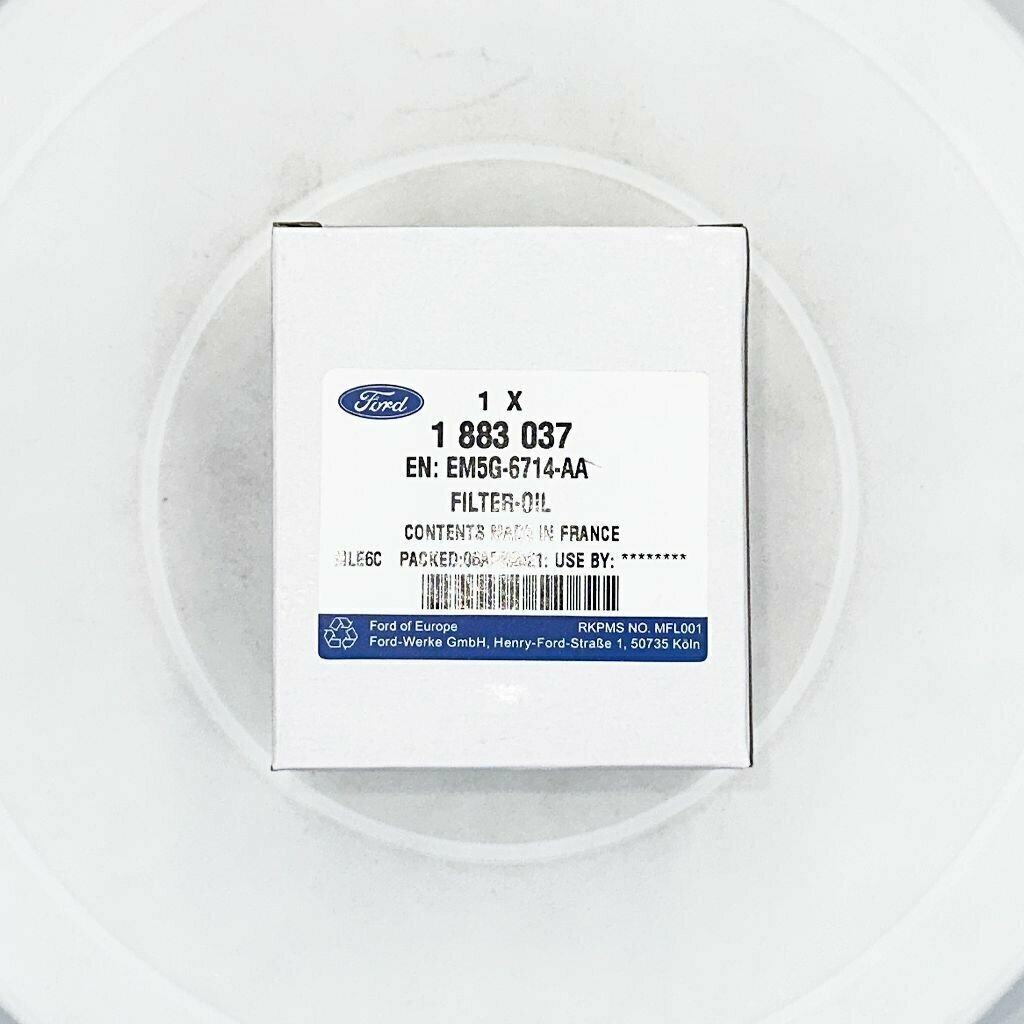 Ford
1 X
1 883 037
EN: EM5G-6714-AA
FILTER-OIL
CONTENTS MADE IN FRANCE
USE BY: ********
Ford of Europe RKPMS NO. MFL001
Ford-Werke GmbH, Henry-Ford-Straße 1, 50735 Köln